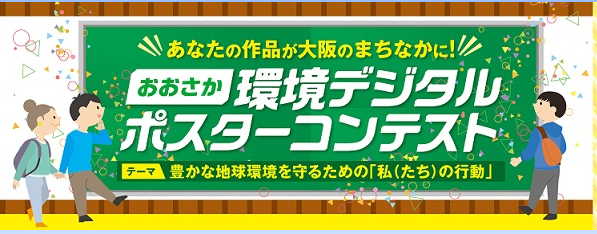 あなたの作品が大阪のまちなかに!
おおさか 環境デジタル
ポスターコンテスト
テーマ 豊かな地球環境を守るための「私(たち)の行動」